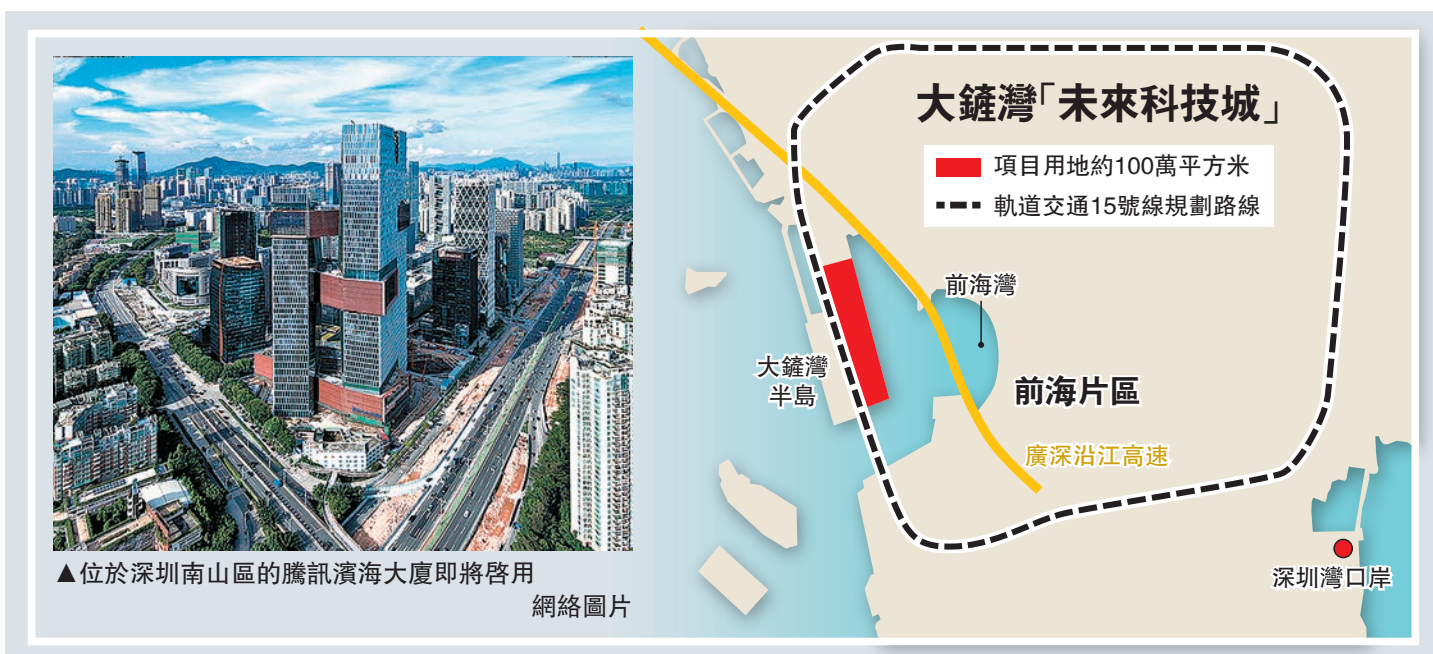 ▲位於深圳南山區的騰訊濱海大廈即將啓用
網絡圖片
大鏟灣「未來科技城」
項目用地約100萬平方米
軌道交通15號線規劃路線
前海灣
大鏟灣
半島
前海片區
廣深沿江高速
深圳灣口岸